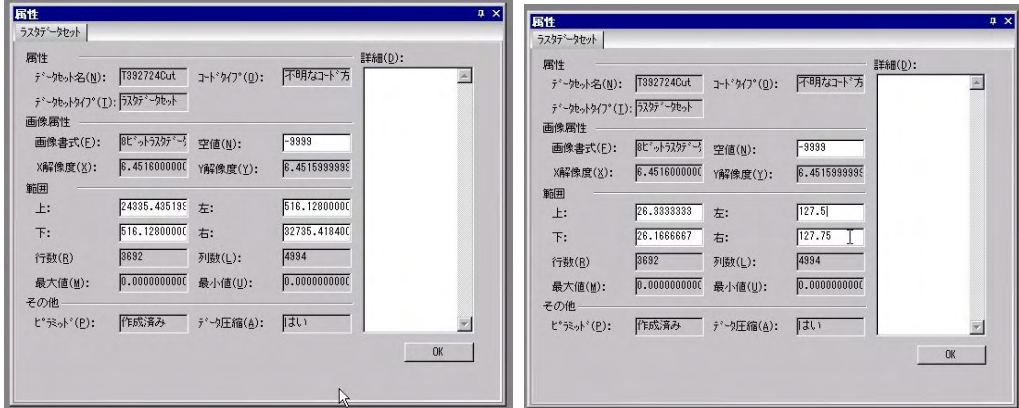 属性
ラスタデータセット
属性
詳細(D):
データセット名(N): T392724Cut コードタイプ(O): 不明なコード方
データセットタイプ(T): ラスタデータセット
画像属性
画像書式(F): 8ビットラスタデータ 空値(N): -9999
X解像度(X): 6.4516000000 Y解像度(Y): 6.4515999999
範囲
上: 24335.435199 左: 516.12800000
下: 516.12800000 右: 32735.418400
行数(R) 3692 列数(L): 4994
最大値(M): 0.0000000000 最小値(U): 0.0000000000
その他
ピラミッド(P): 作成済み データ圧縮(A): はい
OK
属性
ラスタデータセット
属性
詳細(D):
データセット名(N): T392724Cut コードタイプ(O): 不明なコード方
データセットタイプ(T): ラスタデータセット
画像属性
画像書式(F): 8ビットラスタデータ 空値(N): -9999
X解像度(X): 6.4516000000 Y解像度(Y): 6.4515999999
範囲
上: 26.3333333 左: 127.5
下: 26.1666667 右: 127.75
行数(R) 3692 列数(L): 4994
最大値(M): 0.0000000000 最小値(U): 0.0000000000
その他
ピラミッド(P): 作成済み データ圧縮(A): はい
OK